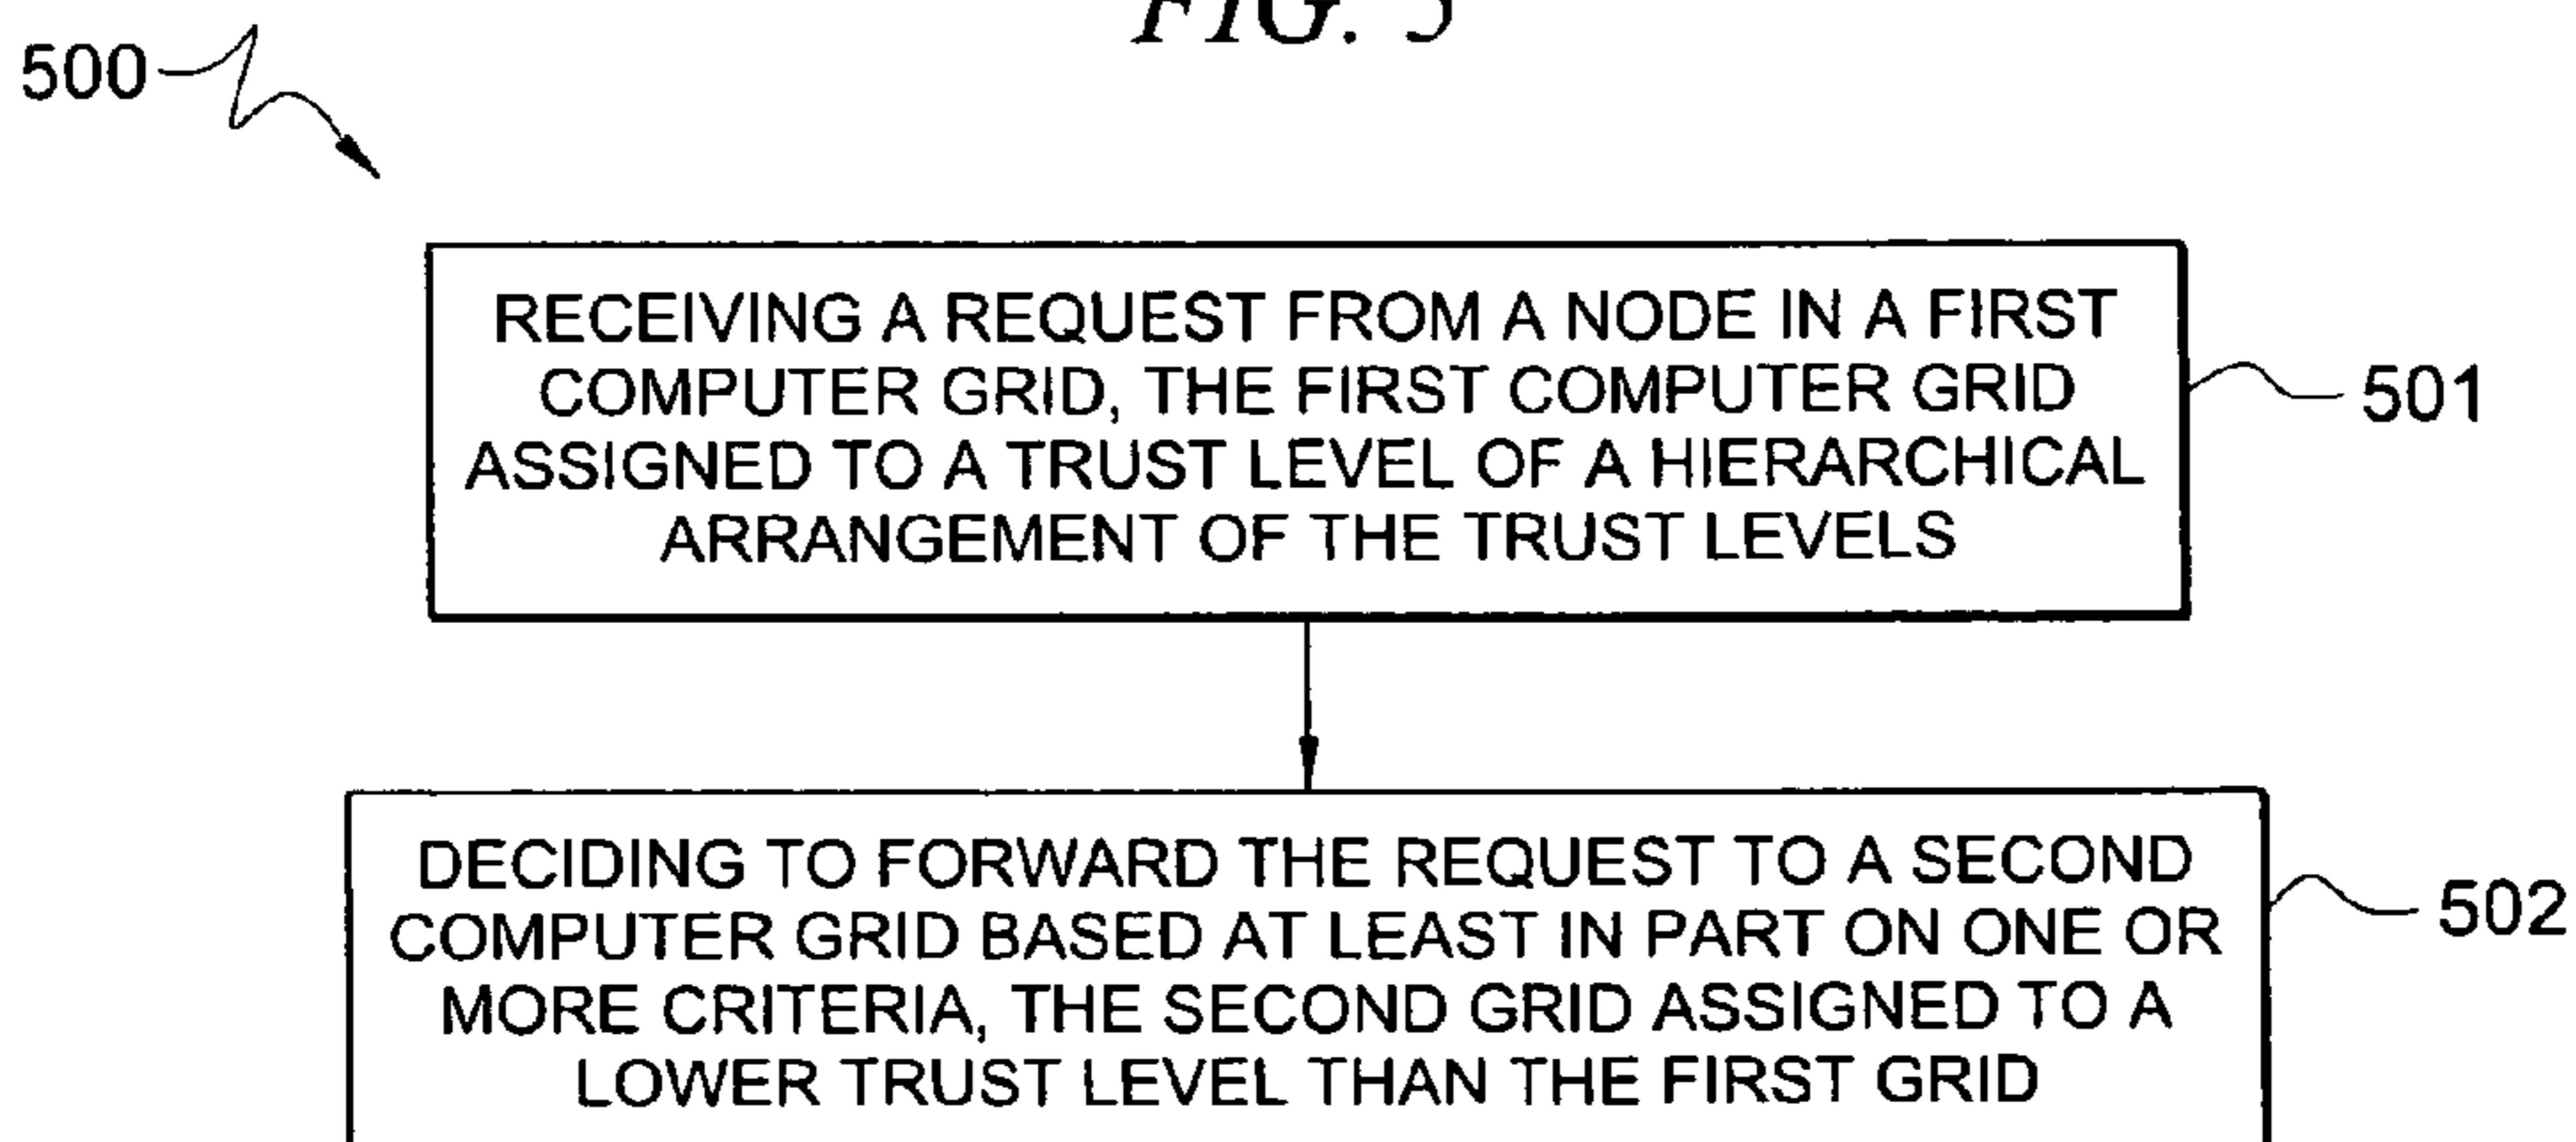 FIG. 5
500
RECEIVING A REQUEST FROM A NODE IN A FIRST
COMPUTER GRID, THE FIRST COMPUTER GRID
ASSIGNED TO A TRUST LEVEL OF A HIERARCHICAL
ARRANGEMENT OF THE TRUST LEVELS
501
DECIDING TO FORWARD THE REQUEST TO A SECOND
COMPUTER GRID BASED AT LEAST IN PART ON ONE OR
MORE CRITERIA, THE SECOND GRID ASSIGNED TO A
LOWER TRUST LEVEL THAN THE FIRST GRID
502